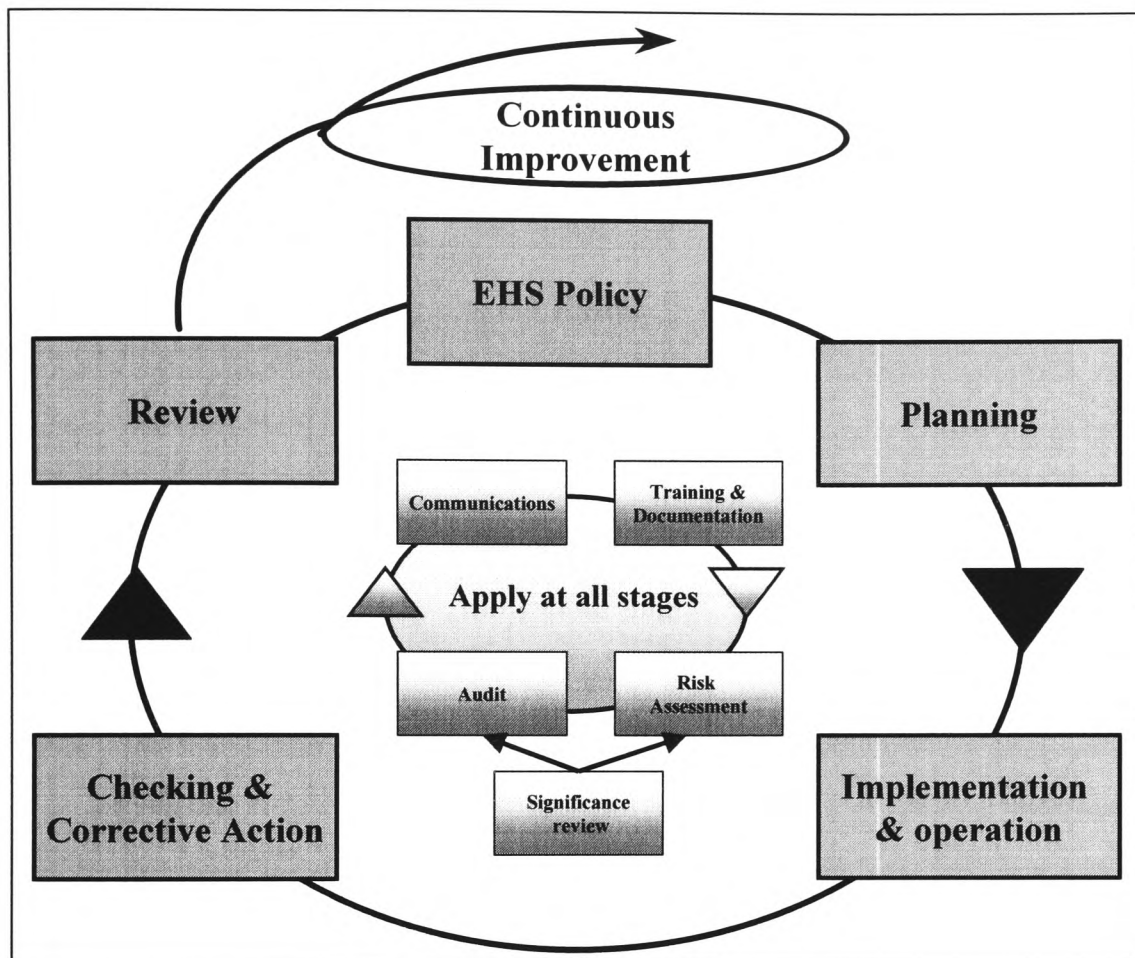 Continuous
Improvement
EHS Policy
Review
Planning
Communications
Training &
Documentation
Apply at all stages
Audit
Risk
Assessment
Significance
review
Checking &
Corrective Action
Implementation
& operation